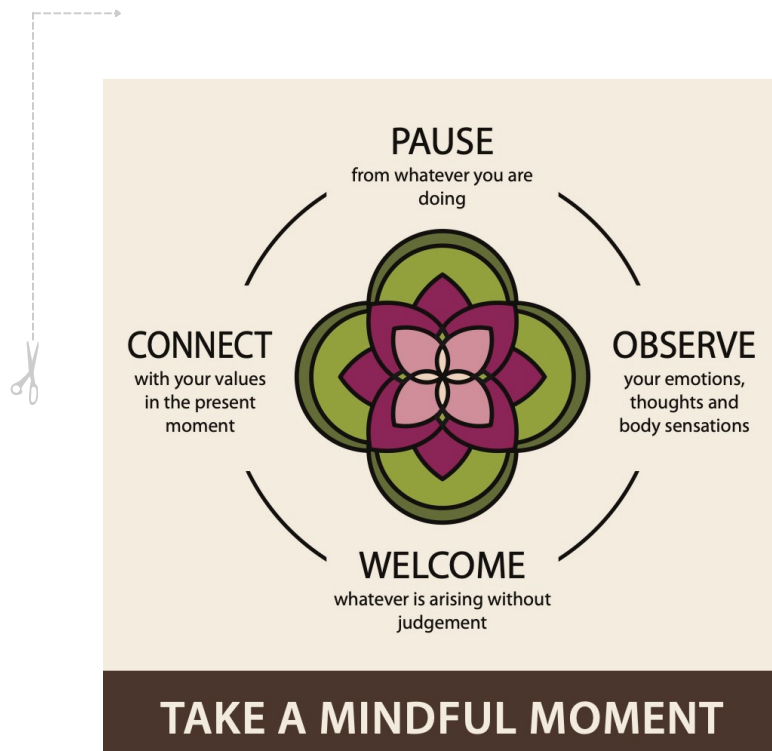 PAUSE
from whatever you are
doing
CONNECT
with your values
in the present
moment
OBSERVE
your emotions,
thoughts and
body sensations
WELCOME
whatever is arising without
judgement
TAKE A MINDFUL MOMENT